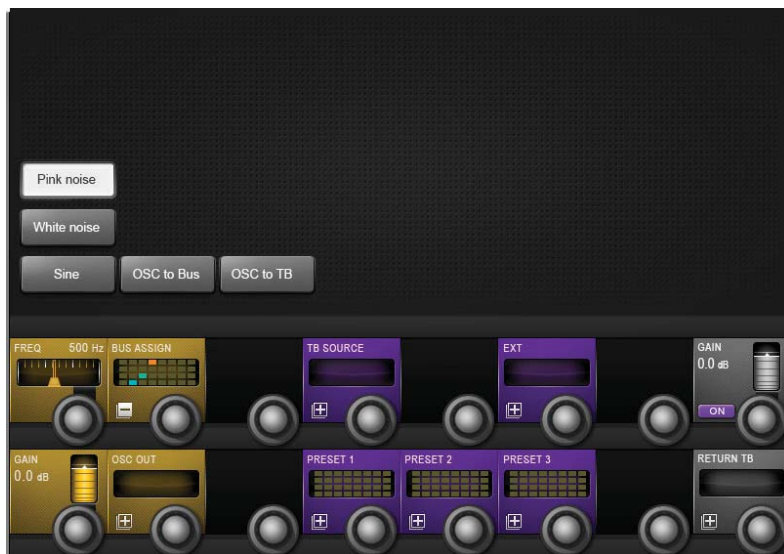 Pink noise
White noise
Sine OSC to Bus OSC to TB
FREQ 500 Hz BUS ASSIGN TB SOURCE EXT GAIN
0.0 dB
ON
GAIN OSC OUT PRESET 1 PRESET 2 PRESET 3 RETURN TB
0.0 dB